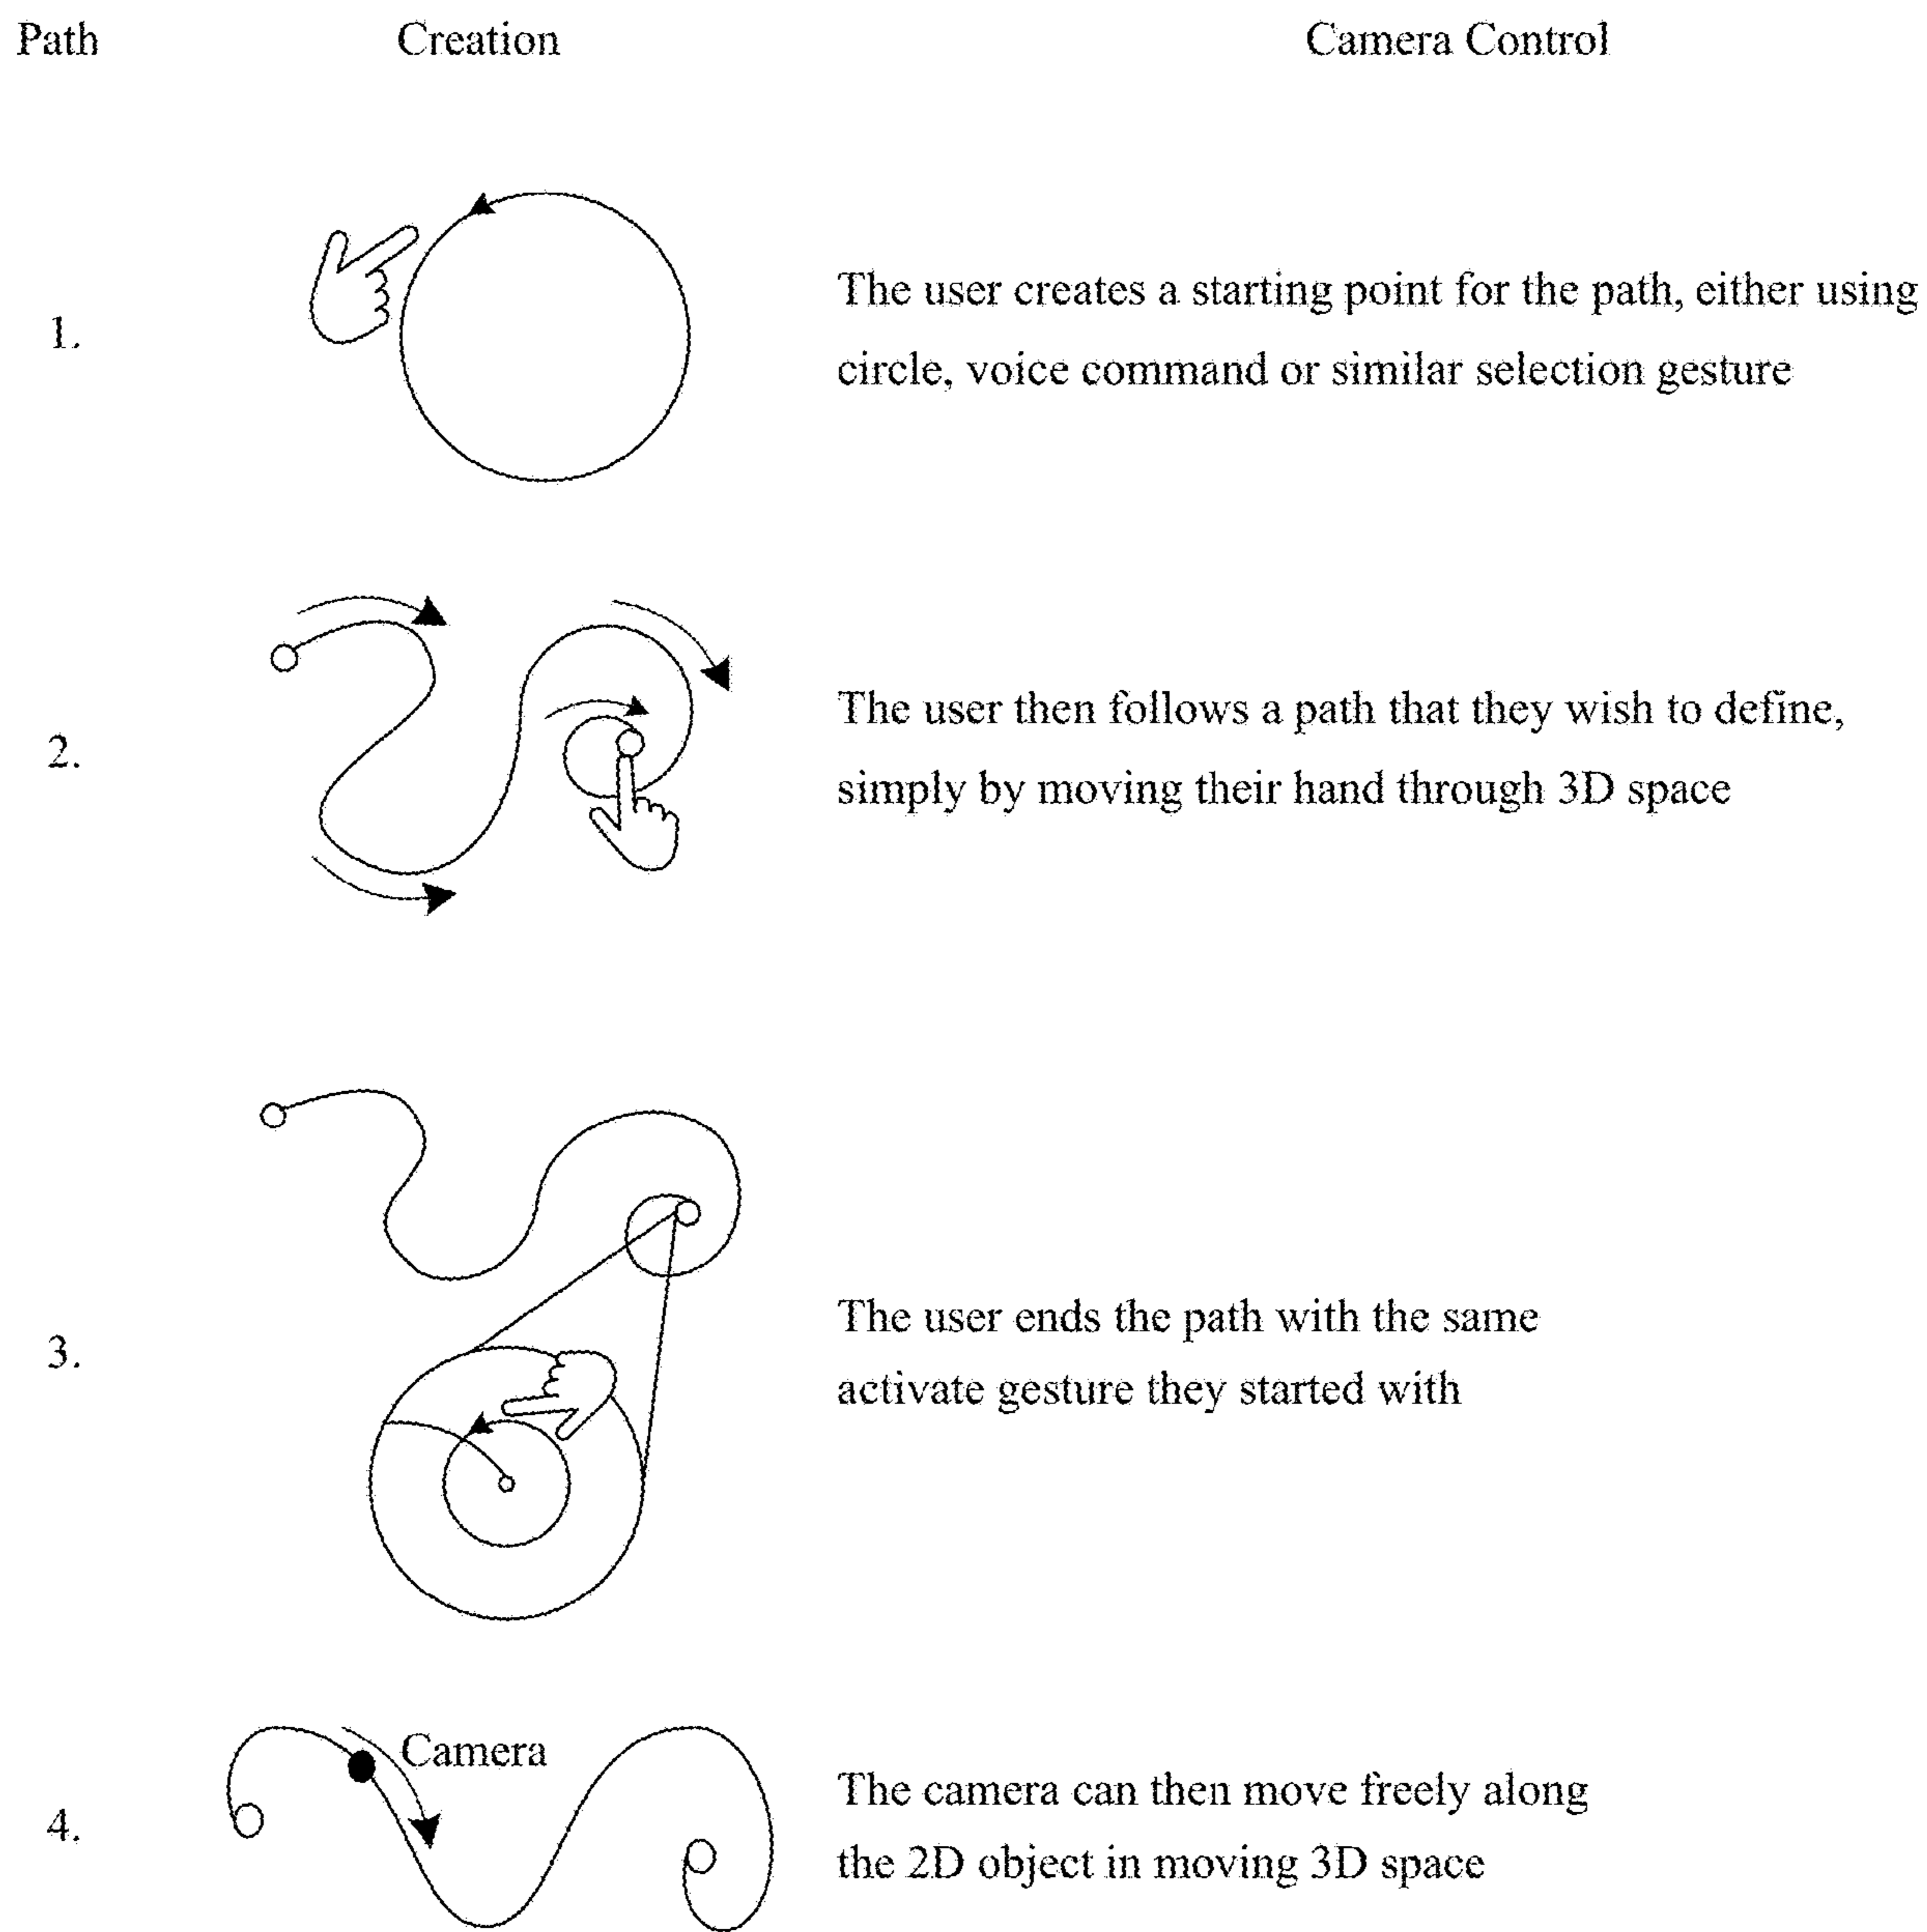 Path Creation Camera Control
1. The user creates a starting point for the path, either using
circle, voice command or similar selection gesture
2. The user then follows a path that they wish to define,
simply by moving their hand through 3D space
3. The user ends the path with the same
activate gesture they started with
Camera
4. The camera can then move freely along
the 2D object in moving 3D space